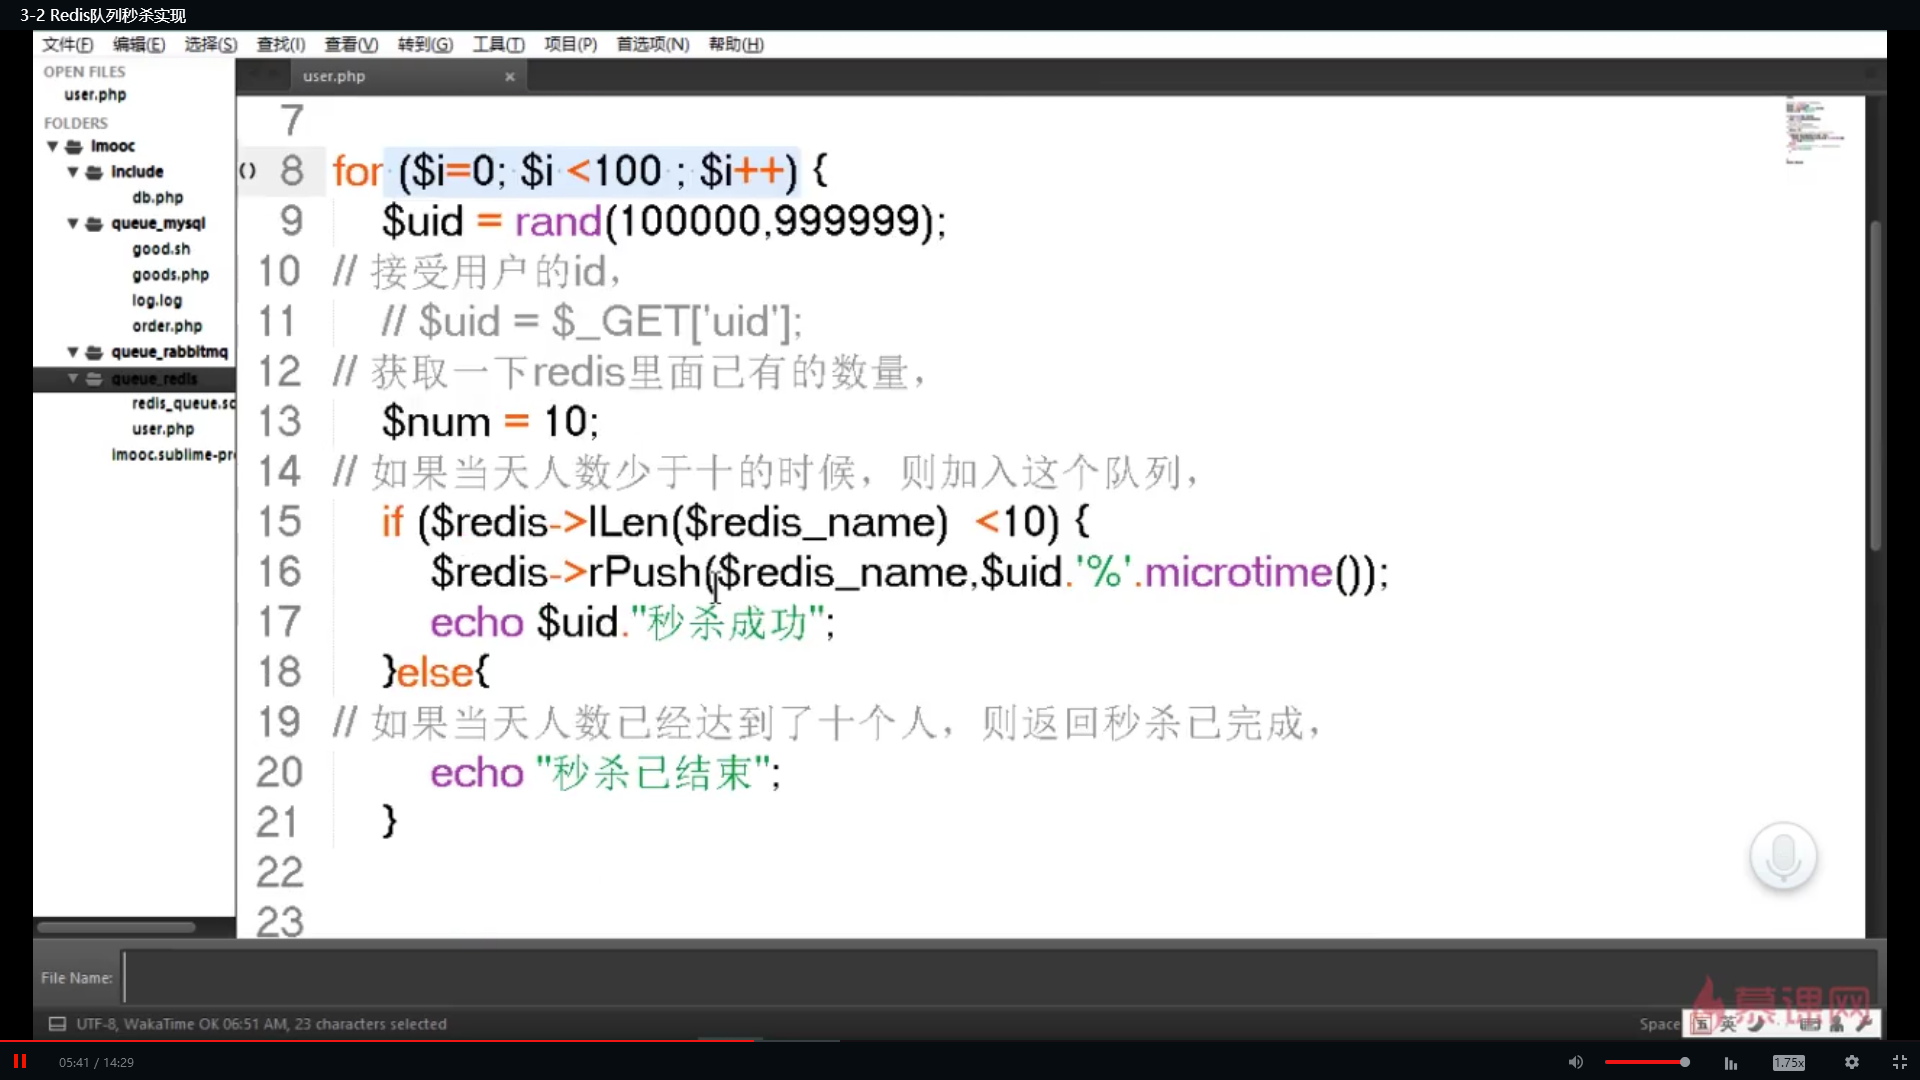 3-2 Redis队列秒杀实现
文件(F) 编辑(E) 选择(S) 查找(I) 查看(V) 转到(G) 工具(T) 项目(P) 首选项(N) 帮助(H)
OPEN FILES
user.php
FOLDERS
imooc
include
db.php
queue_mysql
good.sh
goods.php
log.log
order.php
queue_rabbitmq
queue_redis
redis_queue.sc
user.php
imooc.sublime-pr
user.php ×
7
() 8 for ($i=0; $i <100 ; $i++) {
9 $uid = rand(100000,999999);
10 // 接受用户的id,
11 // $uid = $_GET['uid'];
12 // 获取一下redis里面已有的数量,
13 $num = 10;
14 // 如果当天人数少于十的时候，则加入这个队列,
15 if ($redis->lLen($redis_name) <10) {
16 $redis->rPush($redis_name,$uid.'%'.microtime());
17 echo $uid."秒杀成功";
18 }else{
19 // 如果当天人数已经达到了十个人，则返回秒杀已完成,
20 echo "秒杀已结束";
21 }
22
23
File Name:
UTF-8, WakaTime OK 06:51 AM, 23 characters selected
Space
慕课网
五 英
05:41 / 14:29
1.75x